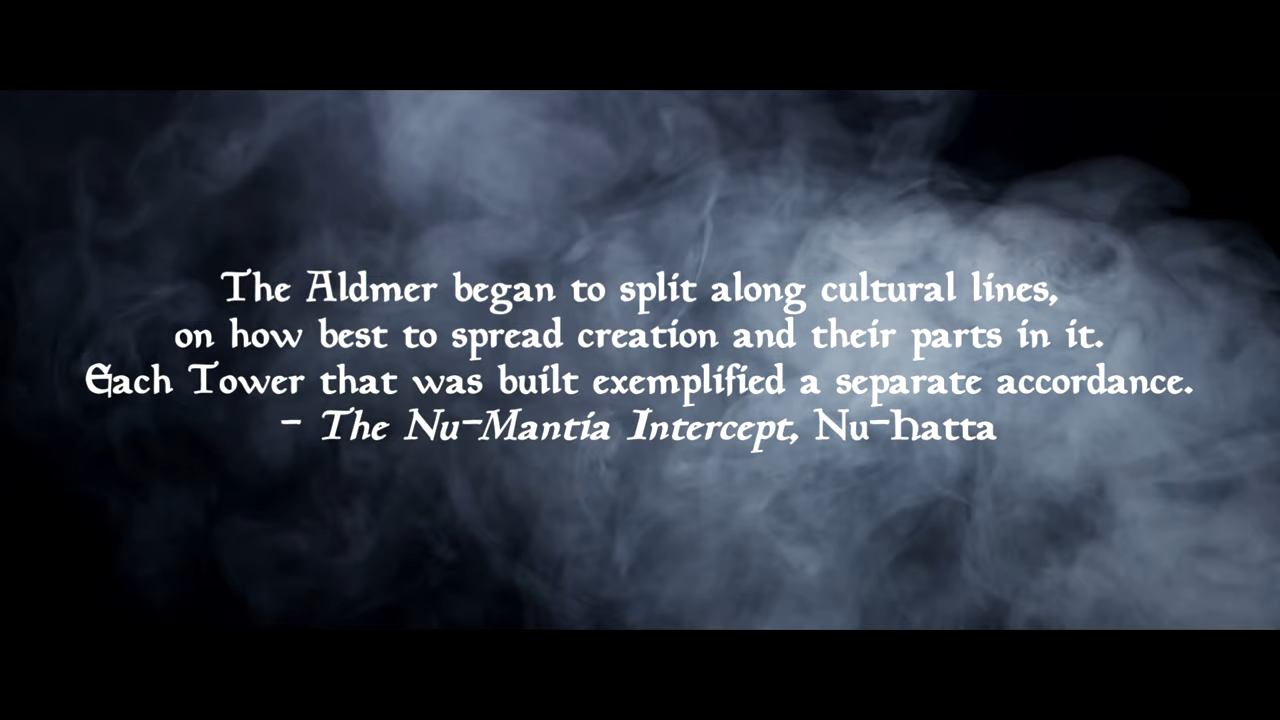 The Aldmer began to split along cultural lines,
on how best to spread creation and their parts in it.
Each Tower that was built exemplified a separate accordance.
- The Nu-Mantia Intercept, Nu-hatta